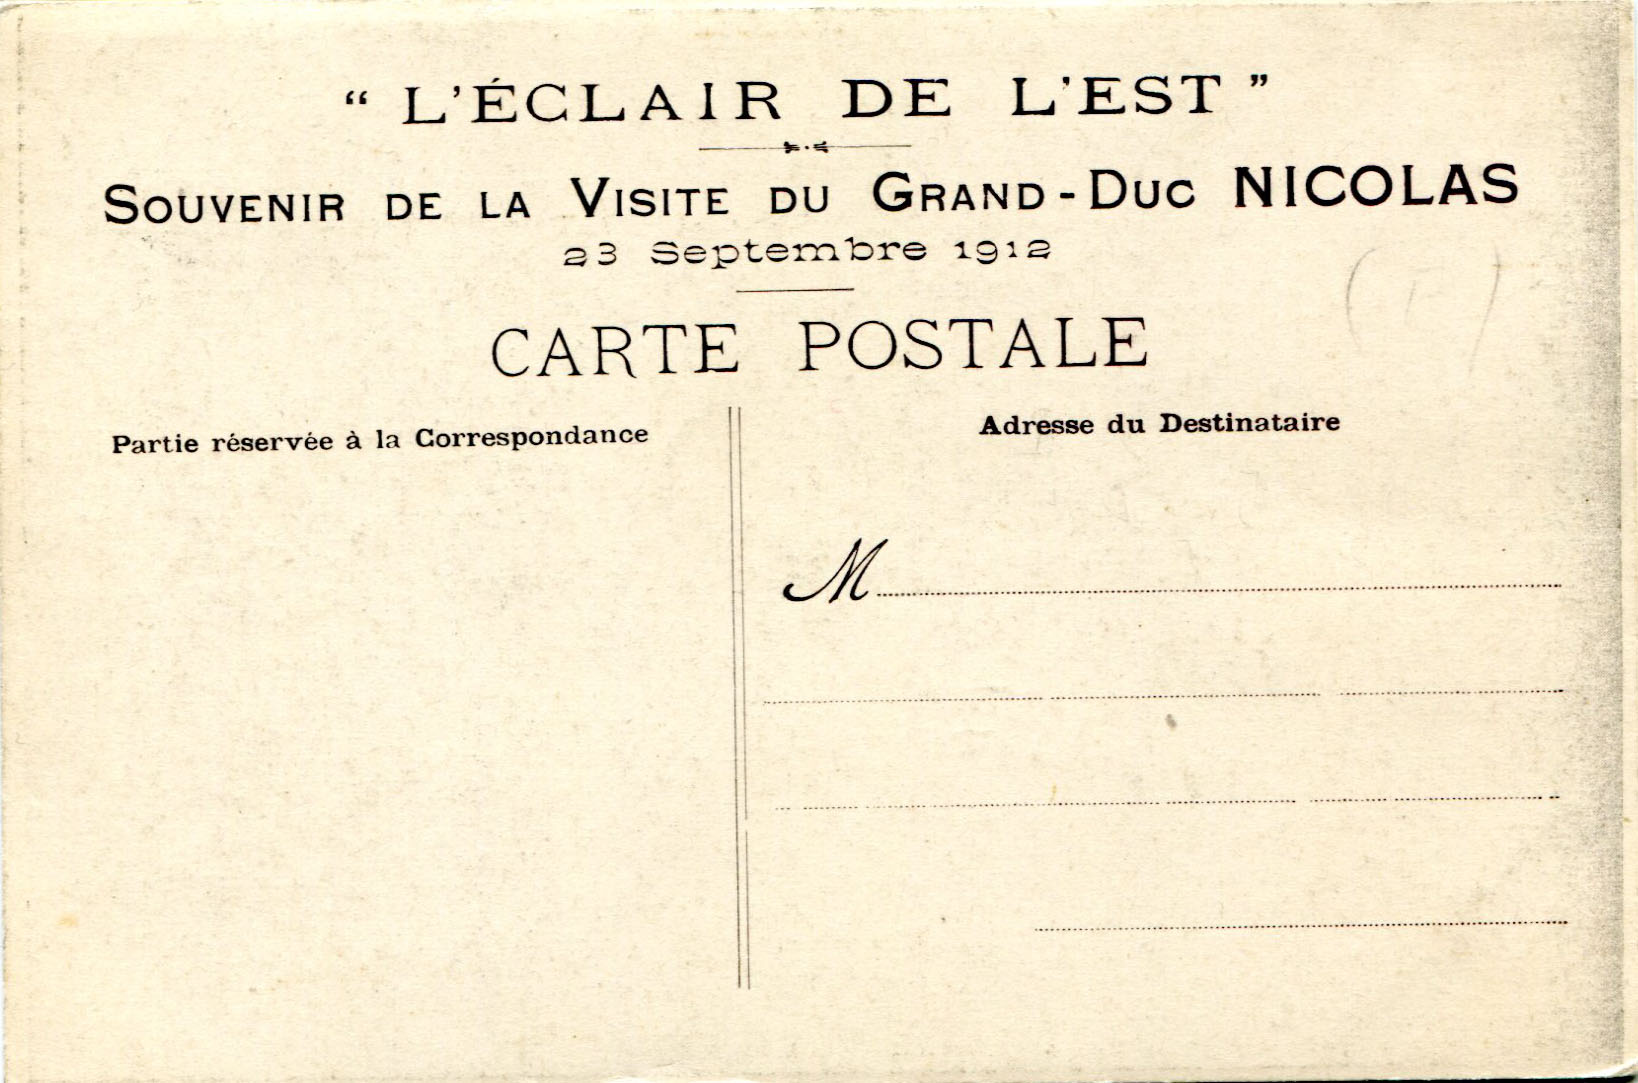 “ L'ÉCLAIR DE L'EST ”
SOUVENIR DE LA VISITE DU GRAND-DUC NICOLAS
23 Septembre 1912
CARTE POSTALE
Partie réservée à la Correspondance
Adresse du Destinataire
M